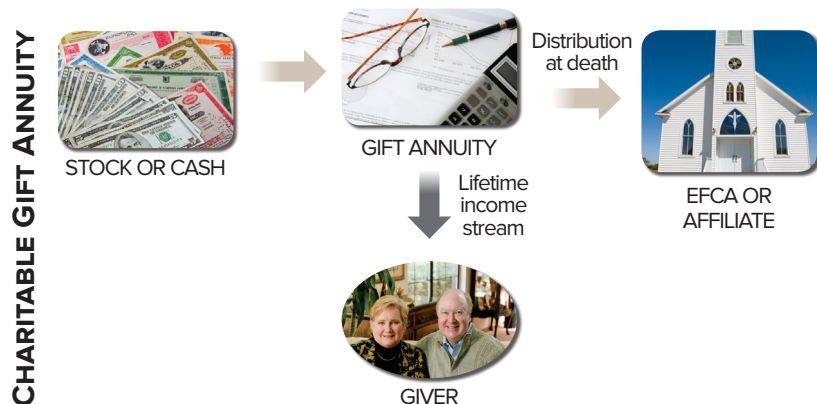 CHARITABLE GIFT ANNUITY
STOCK OR CASH
GIFT ANNUITY
Distribution
at death
EFCA OR
AFFILIATE
Lifetime
income
stream
GIVER